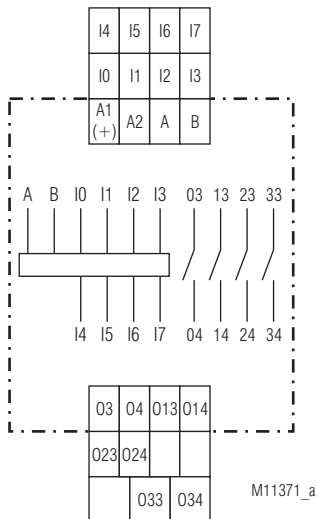 I4 I5 I6 I7
I0 I1 I2 I3
A1 (+) A2 A B
A B I0 I1 I2 I3 03 13 23 33
I4 I5 I6 I7 04 14 24 34
03 04 013 014
023 024
033 034
M11371_a